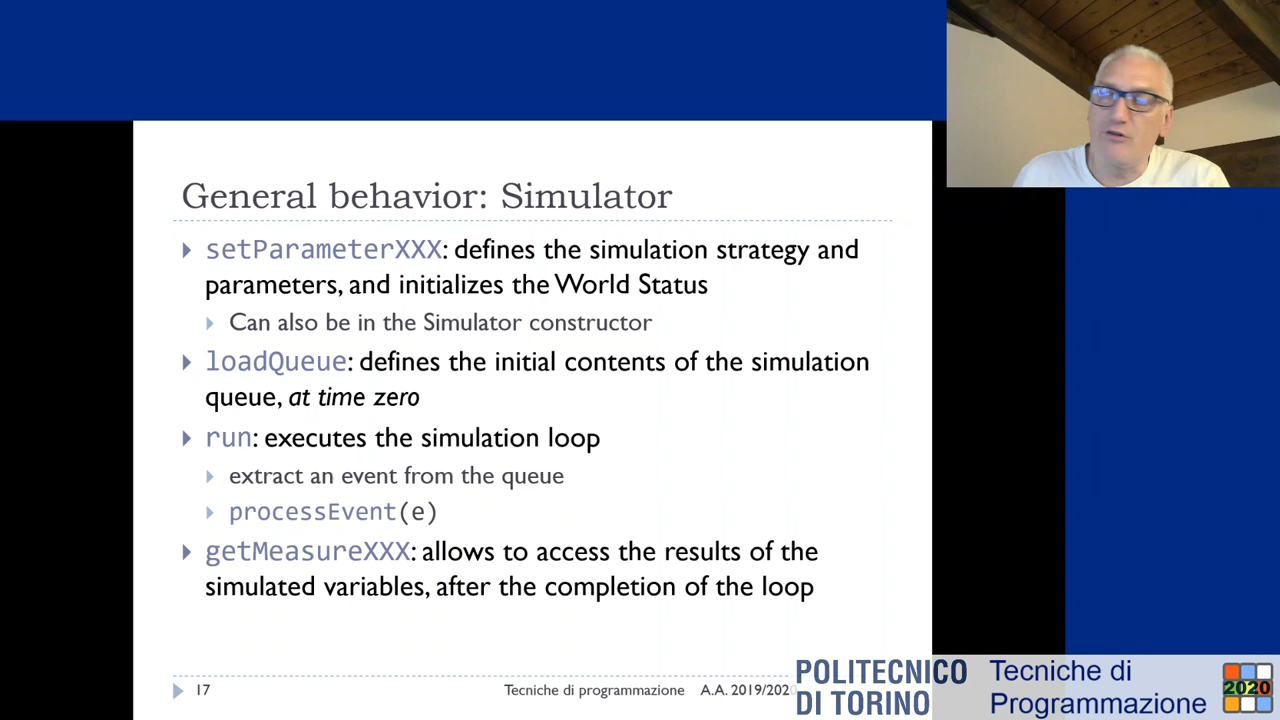 General behavior: Simulator
setParameterXXX: defines the simulation strategy and
parameters, and initializes the World Status
Can also be in the Simulator constructor
loadQueue: defines the initial contents of the simulation
queue, at time zero
run: executes the simulation loop
extract an event from the queue
processEvent(e)
getMeasureXXX: allows to access the results of the
simulated variables, after the completion of the loop
17
Tecniche di programmazione A.A. 2019/2020
POLITECNICO
DI TORINO
Tecniche di
Programmazione
2020